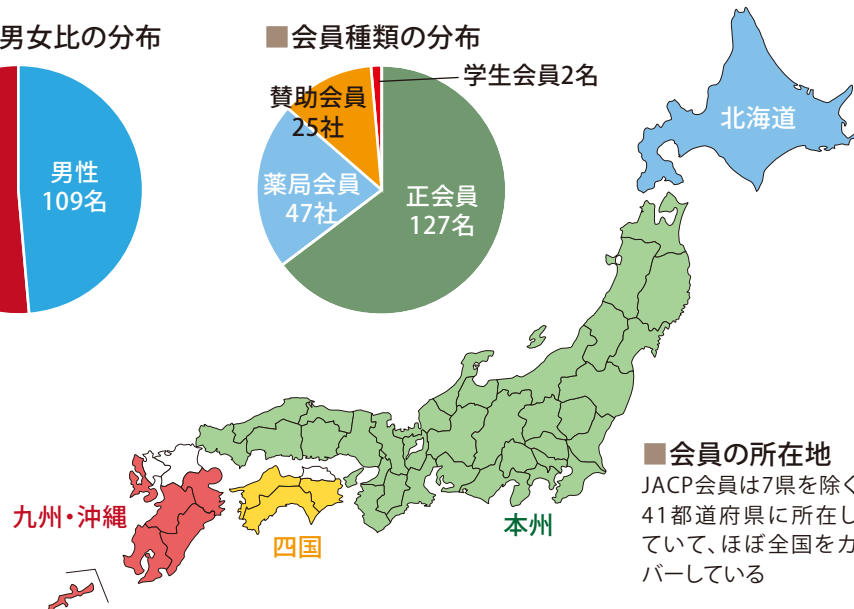 男女比の分布
男性
109名
■会員種類の分布
学生会員2名
賛助会員
25社
薬局会員
47社
正会員
127名
北海道
九州・沖縄
四国
本州
■会員の所在地
JACP会員は7県を除く
41都道府県に所在し
ていて、ほぼ全国をカ
バーしている